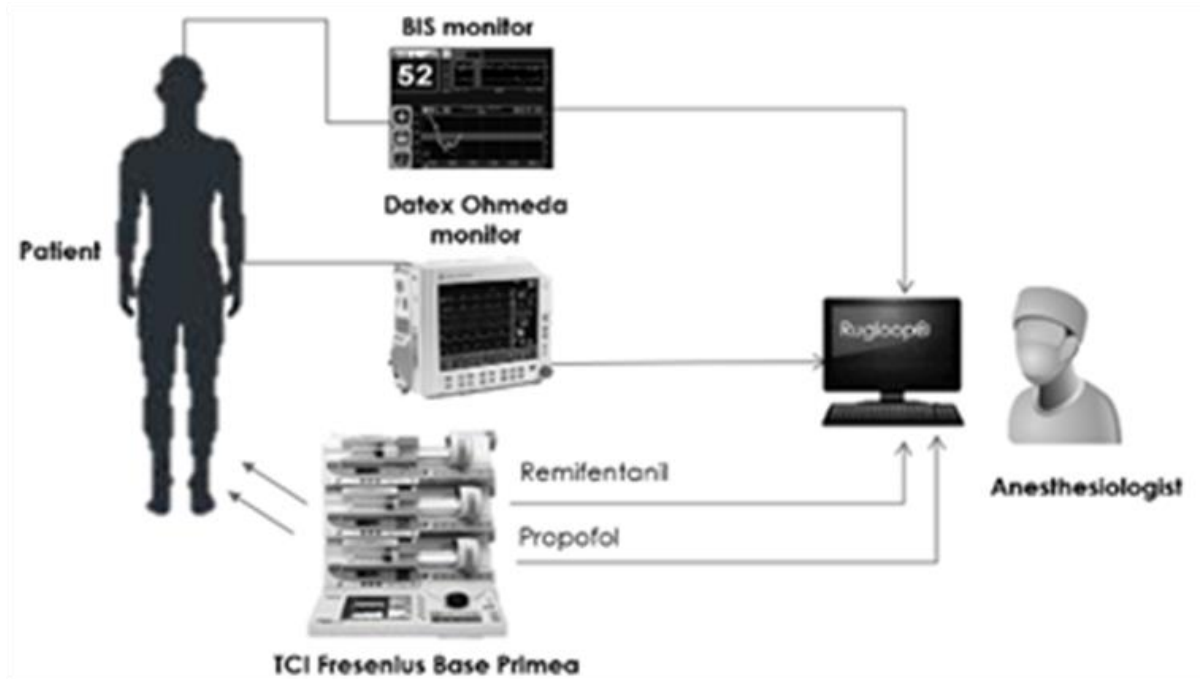 BIS monitor
52
Datex Ohmeda
monitor
Patient
Rugloop®
Remifentanil
Propofol
Anesthesiologist
TCI Fresenius Base Primea